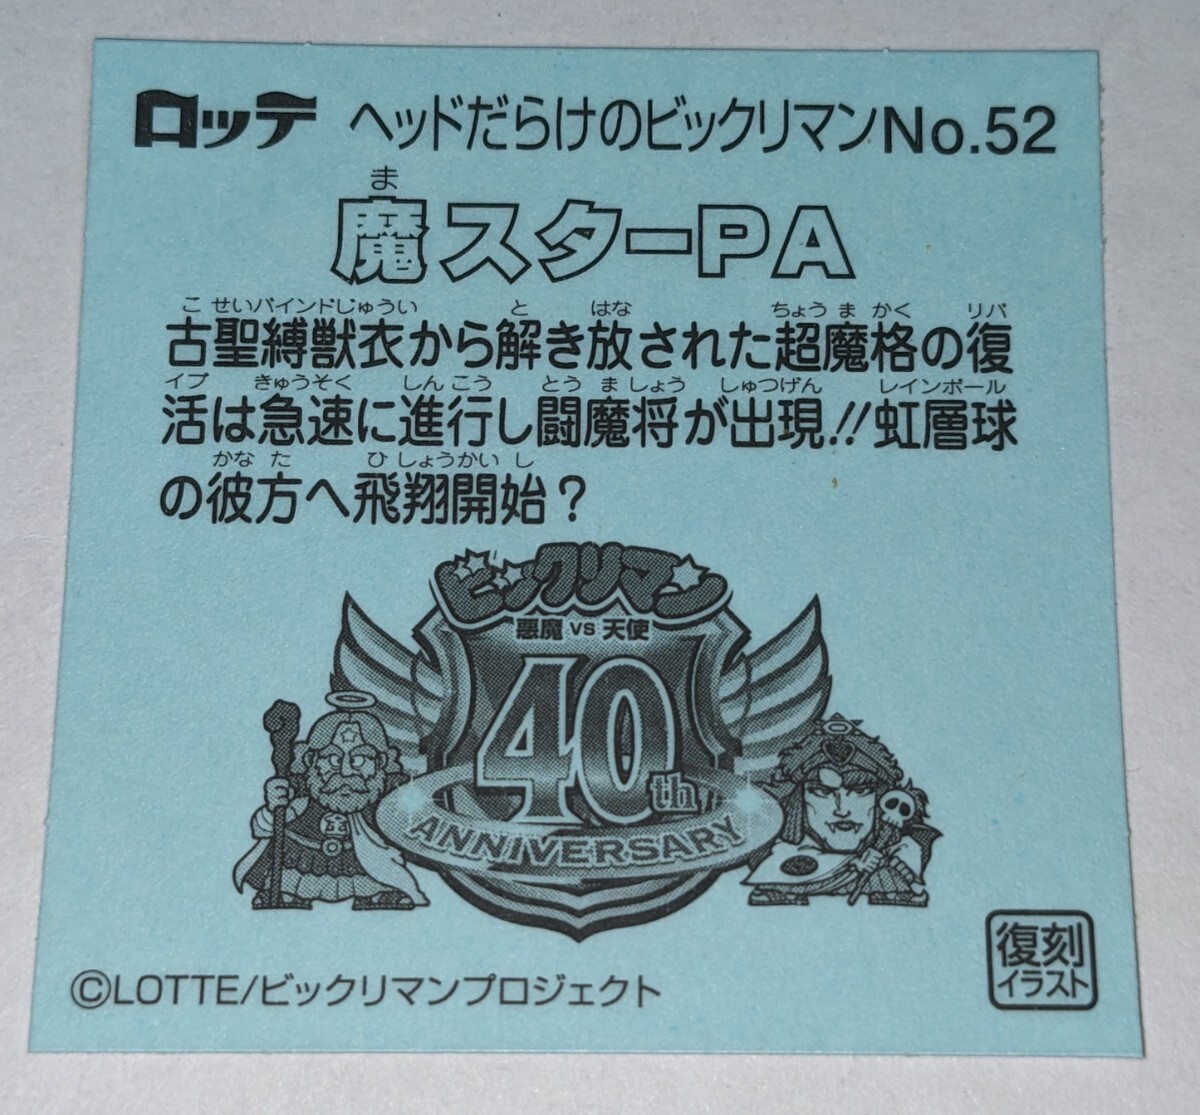 ロッテ ヘッドだらけのビックリマンNo.52
ま
魔スターPA
こせいバインドじゅうい と はな ちょうまかく リバ
古聖縛獣衣から解き放された超魔格の復
イブ きゅうそく しんこう とうましょう しゅつげん レインボール
活は急速に進行し闘魔将が出現!!虹層球
かなた ひしょうかいし
の彼方へ飛翔開始？
ビックリマン
悪魔 VS 天使
40th
ANNIVERSARY
©LOTTE/ビックリマンプロジェクト
復刻
イラスト